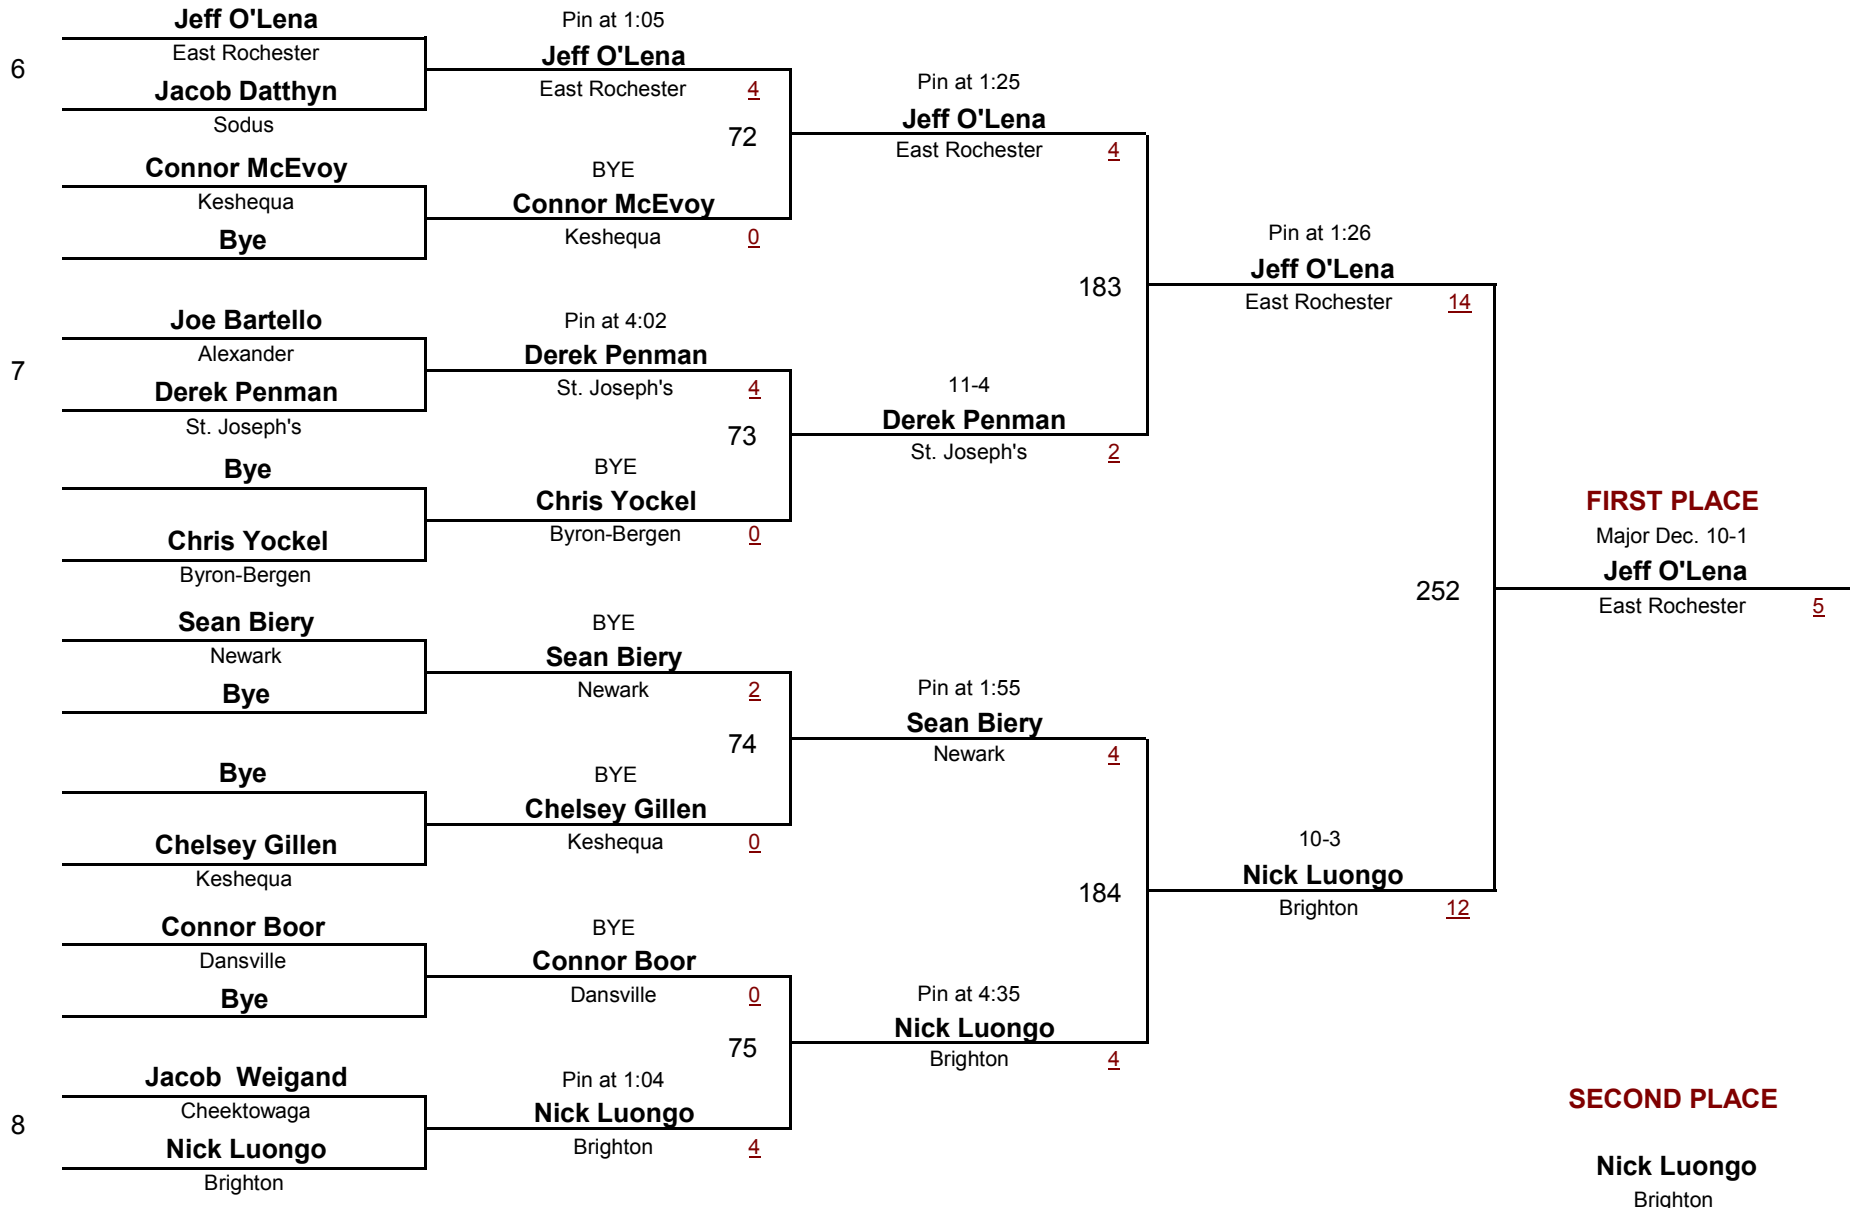 Jeff O'Lena
East Rochester
6
Jacob Datthyn
Sodus
Connor McEvoy
Keshequa
Bye
Joe Bartello
Alexander
7
Derek Penman
St. Joseph's
Bye
Chris Yockel
Byron-Bergen
Sean Biery
Newark
Bye
Bye
Chelsey Gillen
Keshequa
Connor Boor
Dansville
Bye
Jacob  Weigand
Cheektowaga
8
Nick Luongo
Brighton
Pin at 1:05
Jeff O'Lena
East Rochester 4
72
BYE
Connor McEvoy
Keshequa 0
Pin at 4:02
Derek Penman
St. Joseph's 4
73
BYE
Chris Yockel
Byron-Bergen 0
BYE
Sean Biery
Newark 2
74
BYE
Chelsey Gillen
Keshequa 0
BYE
Connor Boor
Dansville 0
75
Pin at 1:04
Nick Luongo
Brighton 4
Pin at 1:25
Jeff O'Lena
East Rochester 4
183
11-4
Derek Penman
St. Joseph's 2
Pin at 1:55
Sean Biery
Newark 4
184
Pin at 4:35
Nick Luongo
Brighton 4
Pin at 1:26
Jeff O'Lena
East Rochester 14
252
10-3
Nick Luongo
Brighton 12
FIRST PLACE
Major Dec. 10-1
Jeff O'Lena
East Rochester 5
SECOND PLACE
Nick Luongo
Brighton